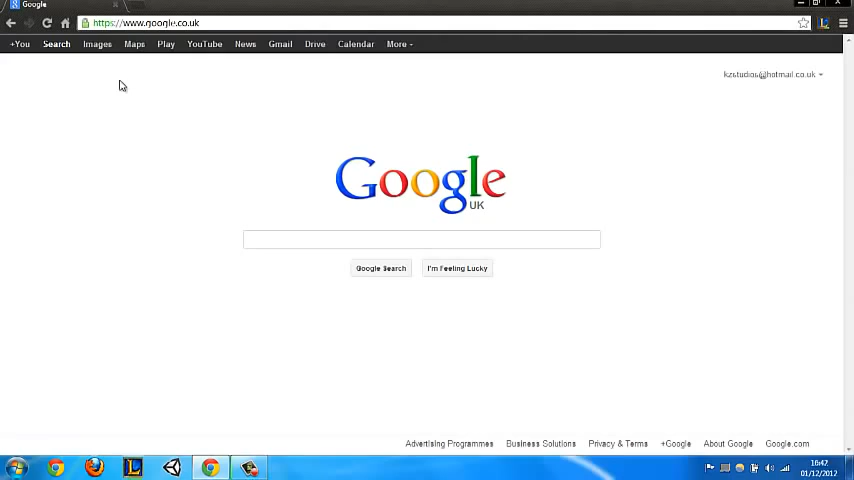 Google
https://www.google.co.uk
+You Search Images Maps Play YouTube News Gmail Drive Calendar More
kzstudios@hotmail.co.uk
Google
UK
Google Search I'm Feeling Lucky
Advertising Programmes Business Solutions Privacy & Terms +Google About Google Google.com
16:47
01/12/2012